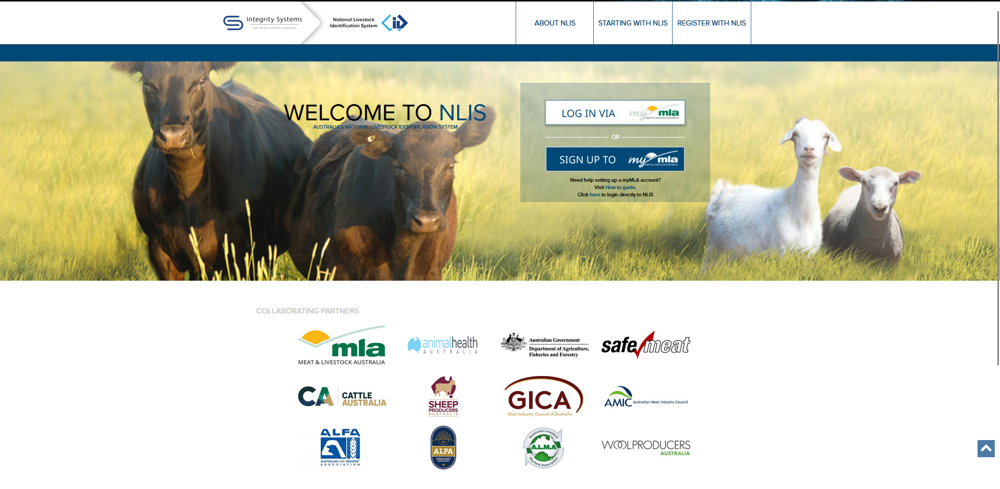 Integrity Systems
red meat customer assurance
National Livestock
Identification System
ABOUT NLIS
STARTING WITH NLIS
REGISTER WITH NLIS
WELCOME TO NLIS
AUSTRALIA'S NATIONAL LIVESTOCK IDENTIFICATION SYSTEM
LOG IN VIA my mla
MEAT & LIVESTOCK AUSTRALIA
OR
SIGN UP TO my mla
MEAT & LIVESTOCK AUSTRALIA
Need help setting up a myMLA account?
Visit How to guide.
Click here to login directly to NLIS
COLLABORATING PARTNERS
mla
MEAT & LIVESTOCK AUSTRALIA
animalhealth
AUSTRALIA
Australian Government
Department of Agriculture,
Fisheries and Forestry
safemeat
CA CATTLE
AUSTRALIA
SHEEP
PRODUCERS
AUSTRALIA
GICA
Goat Industry Council of Australia
AMIC Australian Meat Industry Council
ALFA
AUSTRALIAN LOT FEEDERS'
ASSOCIATION
ALPA
Australian Livestock
A.L.M.A
Markets Association
WOOLPRODUCERS
AUSTRALIA